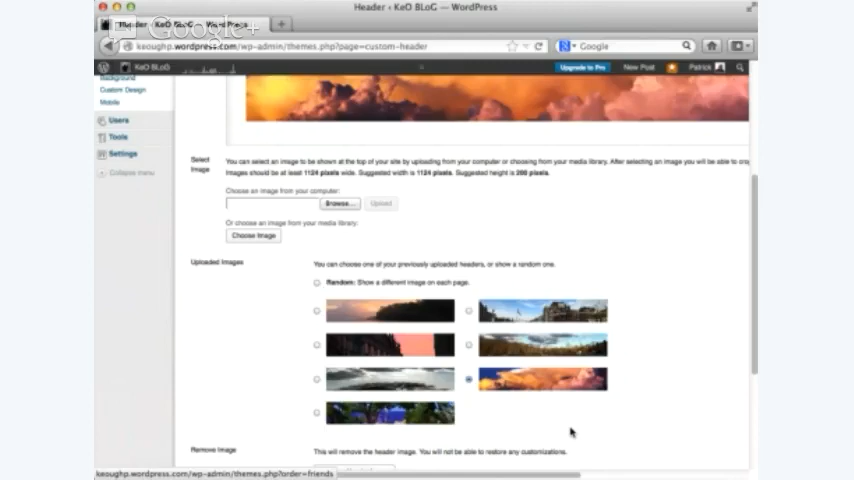 Header ‹ KeO BLoG — WordPress
Header ‹ KeO BLoG — WordPress
Google+
keoughp.wordpress.com/wp-admin/themes.php?page=custom-header
Google
KeO BLoG
Upgrade to Pro
New Post
Patrick
Background
Custom Design
Mobile
Users
Tools
Settings
Collapse menu
Select Image
You can select an image to be shown at the top of your site by uploading from your computer or choosing from your media library. After selecting an image you will be able to
Images should be at least 1124 pixels wide. Suggested width is 1124 pixels. Suggested height is 200 pixels.
Choose an image from your computer:
Browse...
Upload
Or choose an image from your media library:
Choose Image
Uploaded Images
You can choose one of your previously uploaded headers, or show a random one.
Random: Show a different image on each page.
Remove Image
This will remove the header image. You will not be able to restore any customizations.
keoughp.wordpress.com/wp-admin/themes.php?order=friends